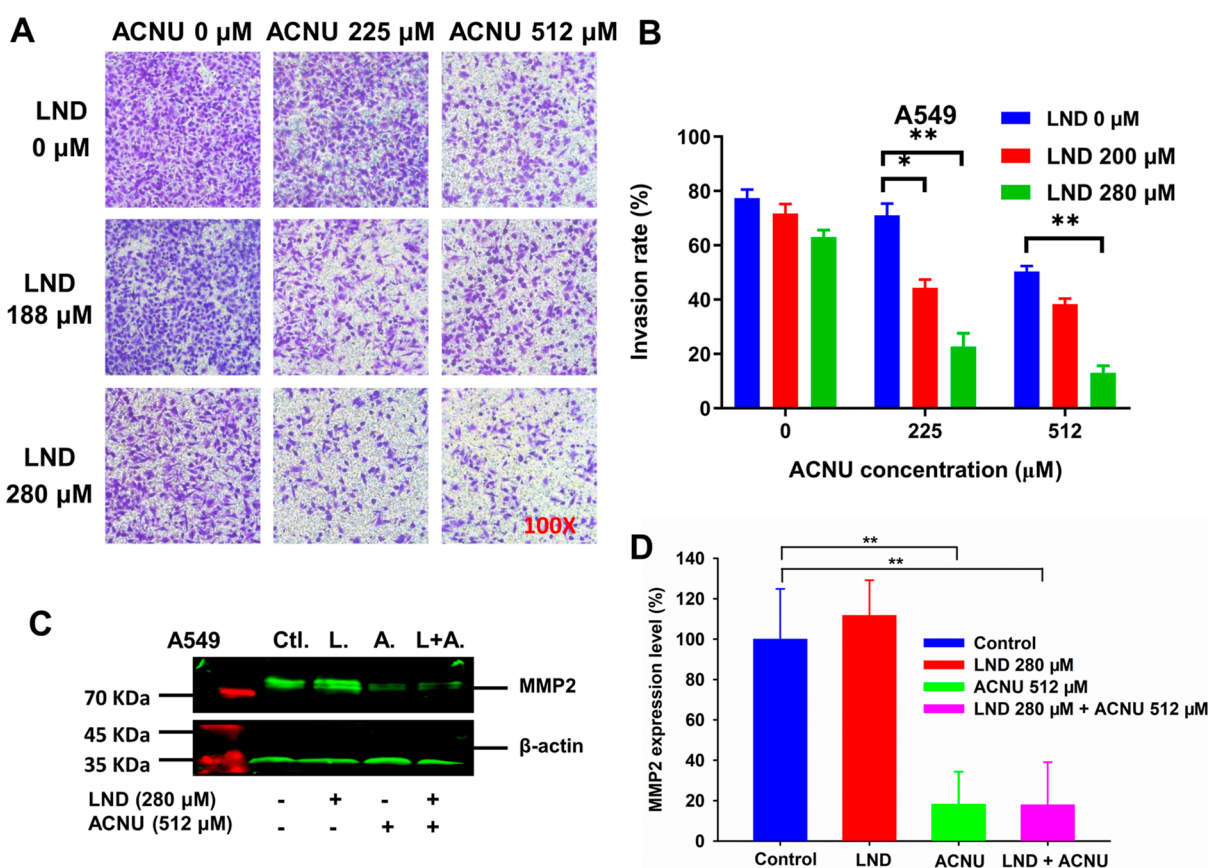 A
ACNU 0 μM ACNU 225 μM ACNU 512 μM
LND
0 μM
LND
188 μM
LND
280 μM
100X
B
A549
**
*
**
LND 0 μM
LND 200 μM
LND 280 μM
Invasion rate (%)
100
80
60
40
20
0
0 225 512
ACNU concentration (μM)
C
A549 Ctl. L. A. L+A.
70 KDa
MMP2
45 KDa
35 KDa
β-actin
LND (280 μM) - + - +
ACNU (512 μM) - - + +
D
**
**
MMP2 expression level (%)
140
120
100
80
60
40
20
0
Control
LND 280 μM
ACNU 512 μM
LND 280 μM + ACNU 512 μM
Control LND ACNU LND + ACNU